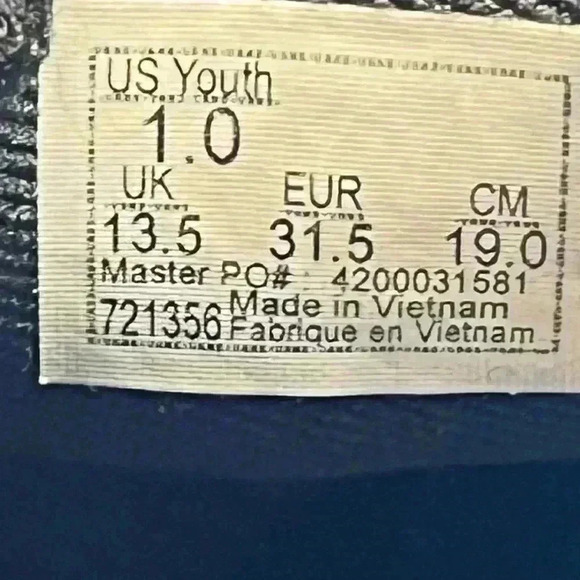 US Youth
1.0
UK EUR CM
13.5 31.5 19.0
Master PO# : 4200031581
721356 Made in Vietnam
Fabrique en Vietnam